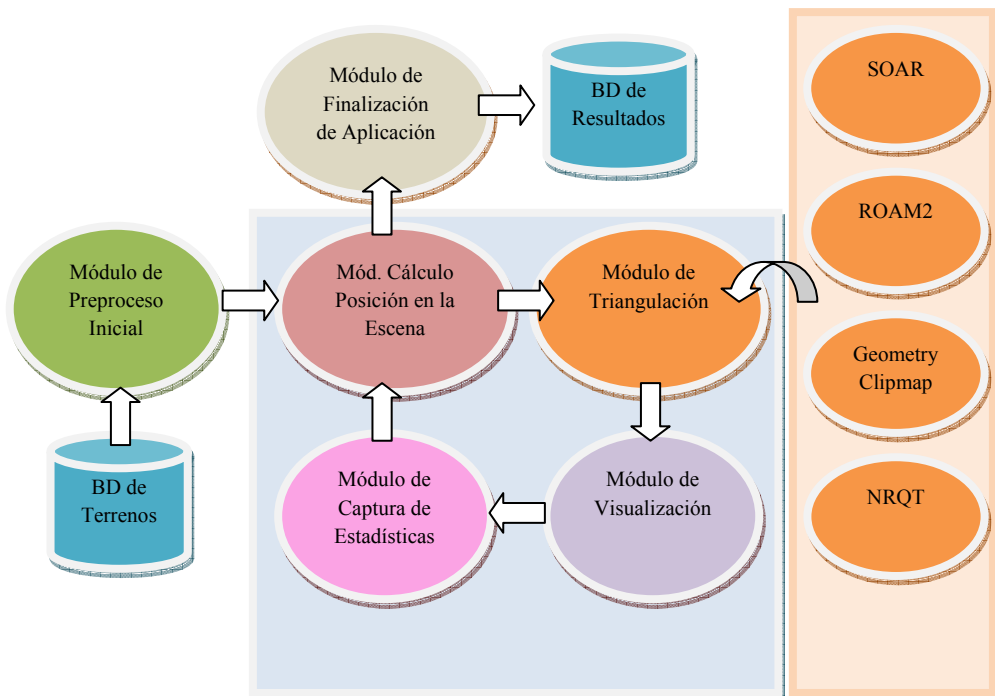 Módulo de
Finalización
de Aplicación
BD de
Resultados
SOAR
ROAM2
Módulo de
Preproceso
Inicial
Mód. Cálculo
Posición en la
Escena
Módulo de
Triangulación
Geometry
Clipmap
BD de
Terrenos
Módulo de
Captura de
Estadísticas
Módulo de
Visualización
NRQT